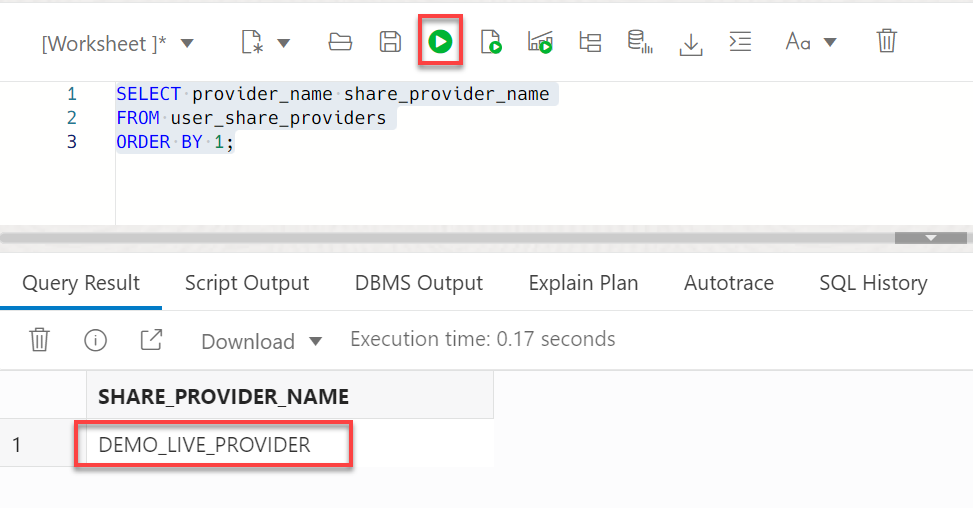 [Worksheet ]*
Aa
1 SELECT provider_name share_provider_name
2 FROM user_share_providers
3 ORDER BY 1;
Query Result Script Output DBMS Output Explain Plan Autotrace SQL History
Download Execution time: 0.17 seconds
SHARE_PROVIDER_NAME
1 DEMO_LIVE_PROVIDER